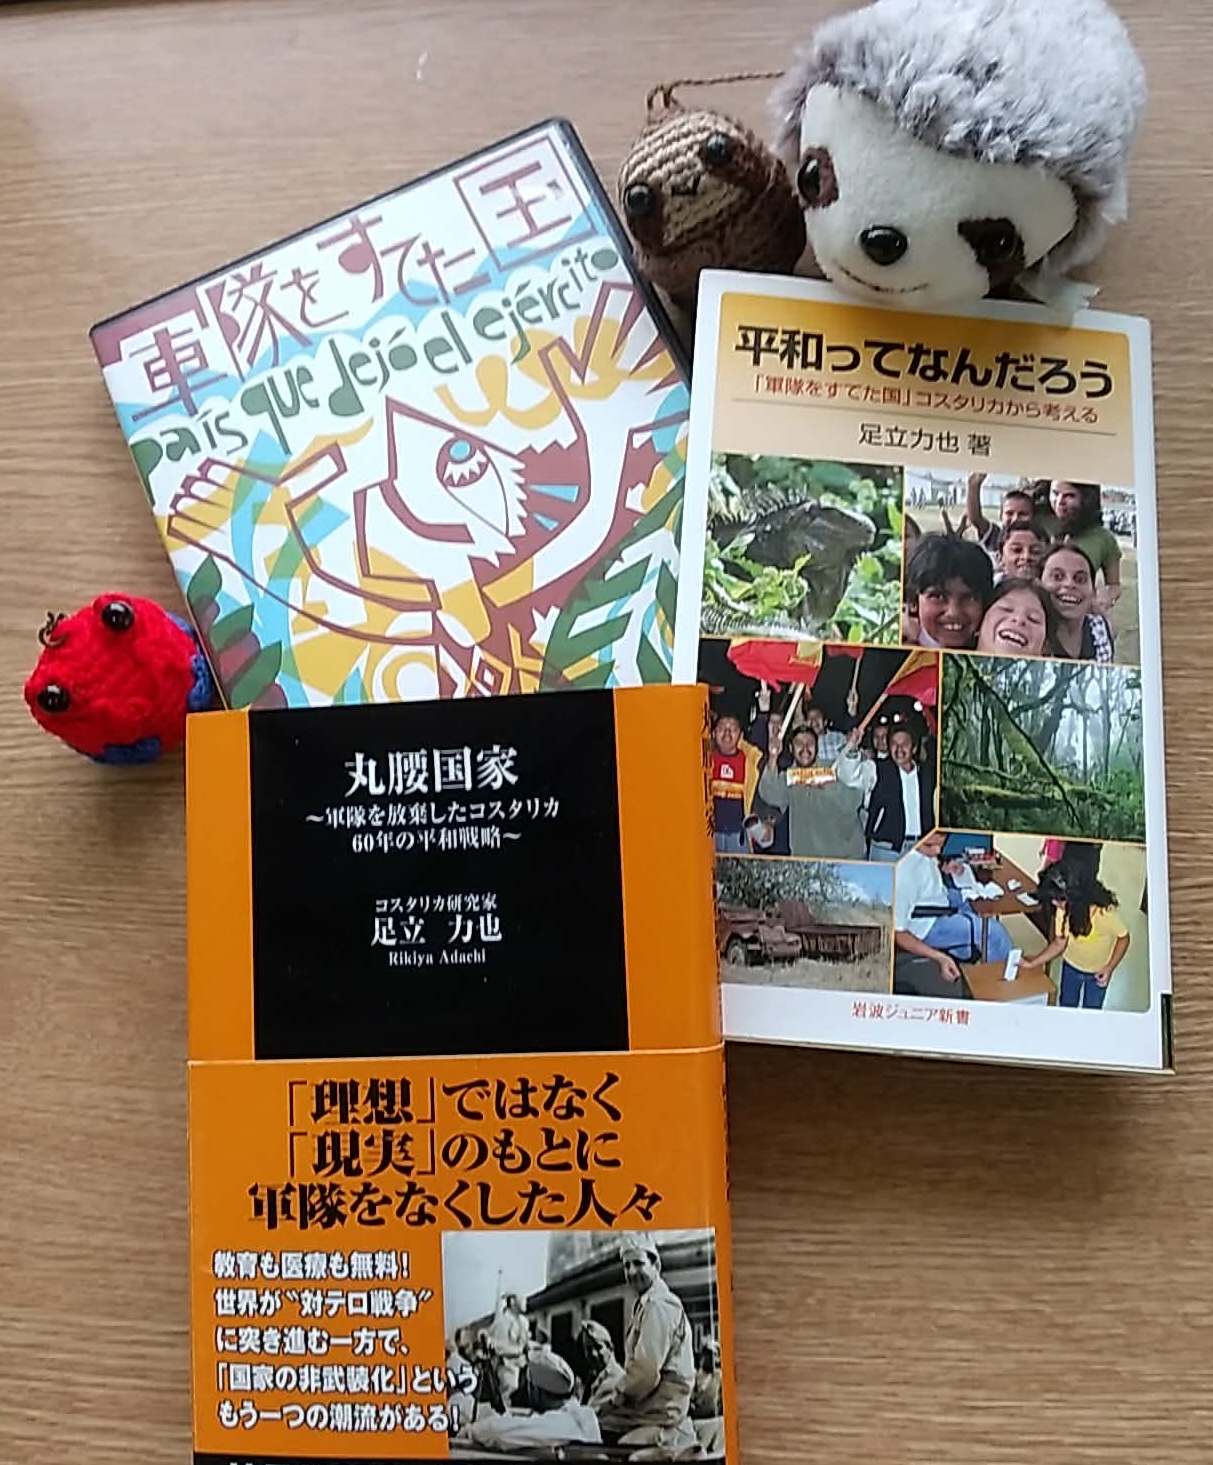 軍隊をすてた国
país que dejó el ejército
平和ってなんだろう
「軍隊をすてた国」コスタリカから考える
足立力也 著
岩波ジュニア新書
丸腰国家
～軍隊を放棄したコスタリカ
60年の平和戦略～
コスタリカ研究家
足立 力也
Rikiya Adachi
「理想」ではなく
「現実」のもとに
軍隊をなくした人々
教育も医療も無料！
世界が“対テロ戦争”
に突き進む一方で、
「国家の非武装化」という
もう一つの潮流がある！